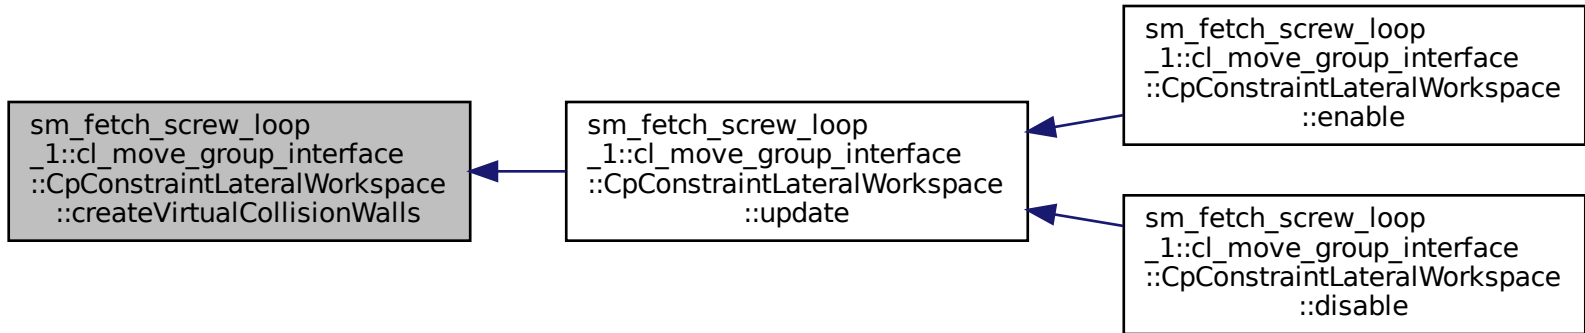 sm_fetch_screw_loop
_1::cl_move_group_interface
::CpConstraintLateralWorkspace
::createVirtualCollisionWalls
sm_fetch_screw_loop
_1::cl_move_group_interface
::CpConstraintLateralWorkspace
::update
sm_fetch_screw_loop
_1::cl_move_group_interface
::CpConstraintLateralWorkspace
::enable
sm_fetch_screw_loop
_1::cl_move_group_interface
::CpConstraintLateralWorkspace
::disable